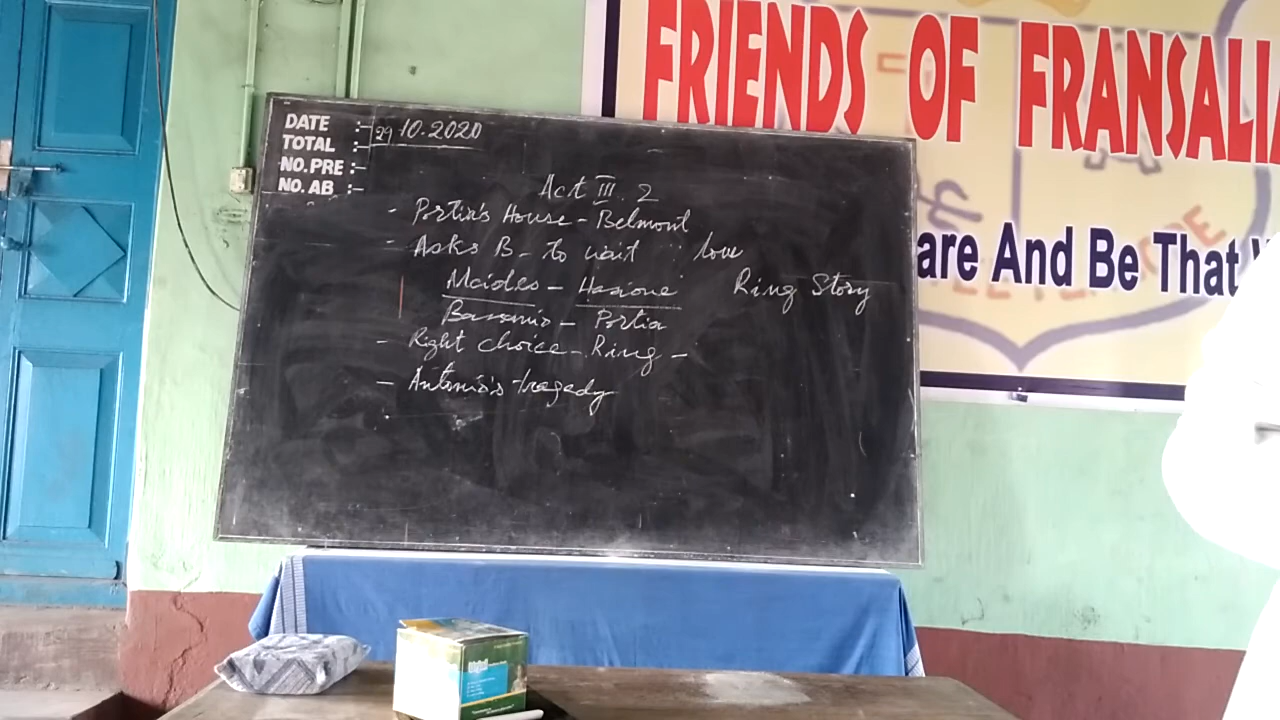 FRIENDS OF FRANSALIA
are And Be That
DATE :- 29.10.2020
TOTAL :-
NO.PRE :-
NO.AB :-
Act III. 2
- Portia's House - Belmont
- Asks B - to wait : love
Maides - Hesione Ring Story
Bassanio - Portia
- Right choice - Ring -
- Antonio's tragedy